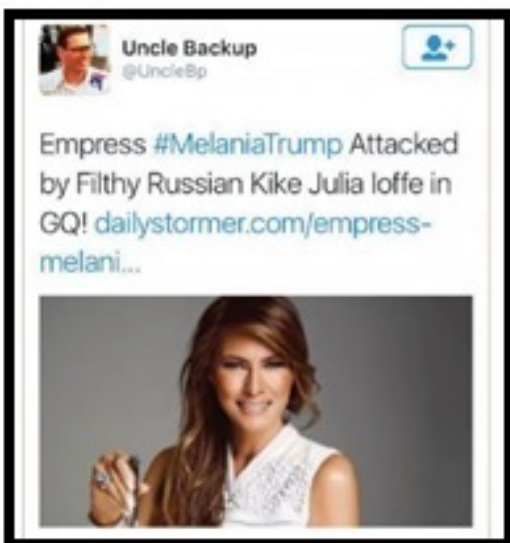 Uncle Backup
@UncleBp
Empress #MelaniaTrump Attacked
by Filthy Russian Kike Julia Ioffe in
GQ! dailystormer.com/empress-
melani...